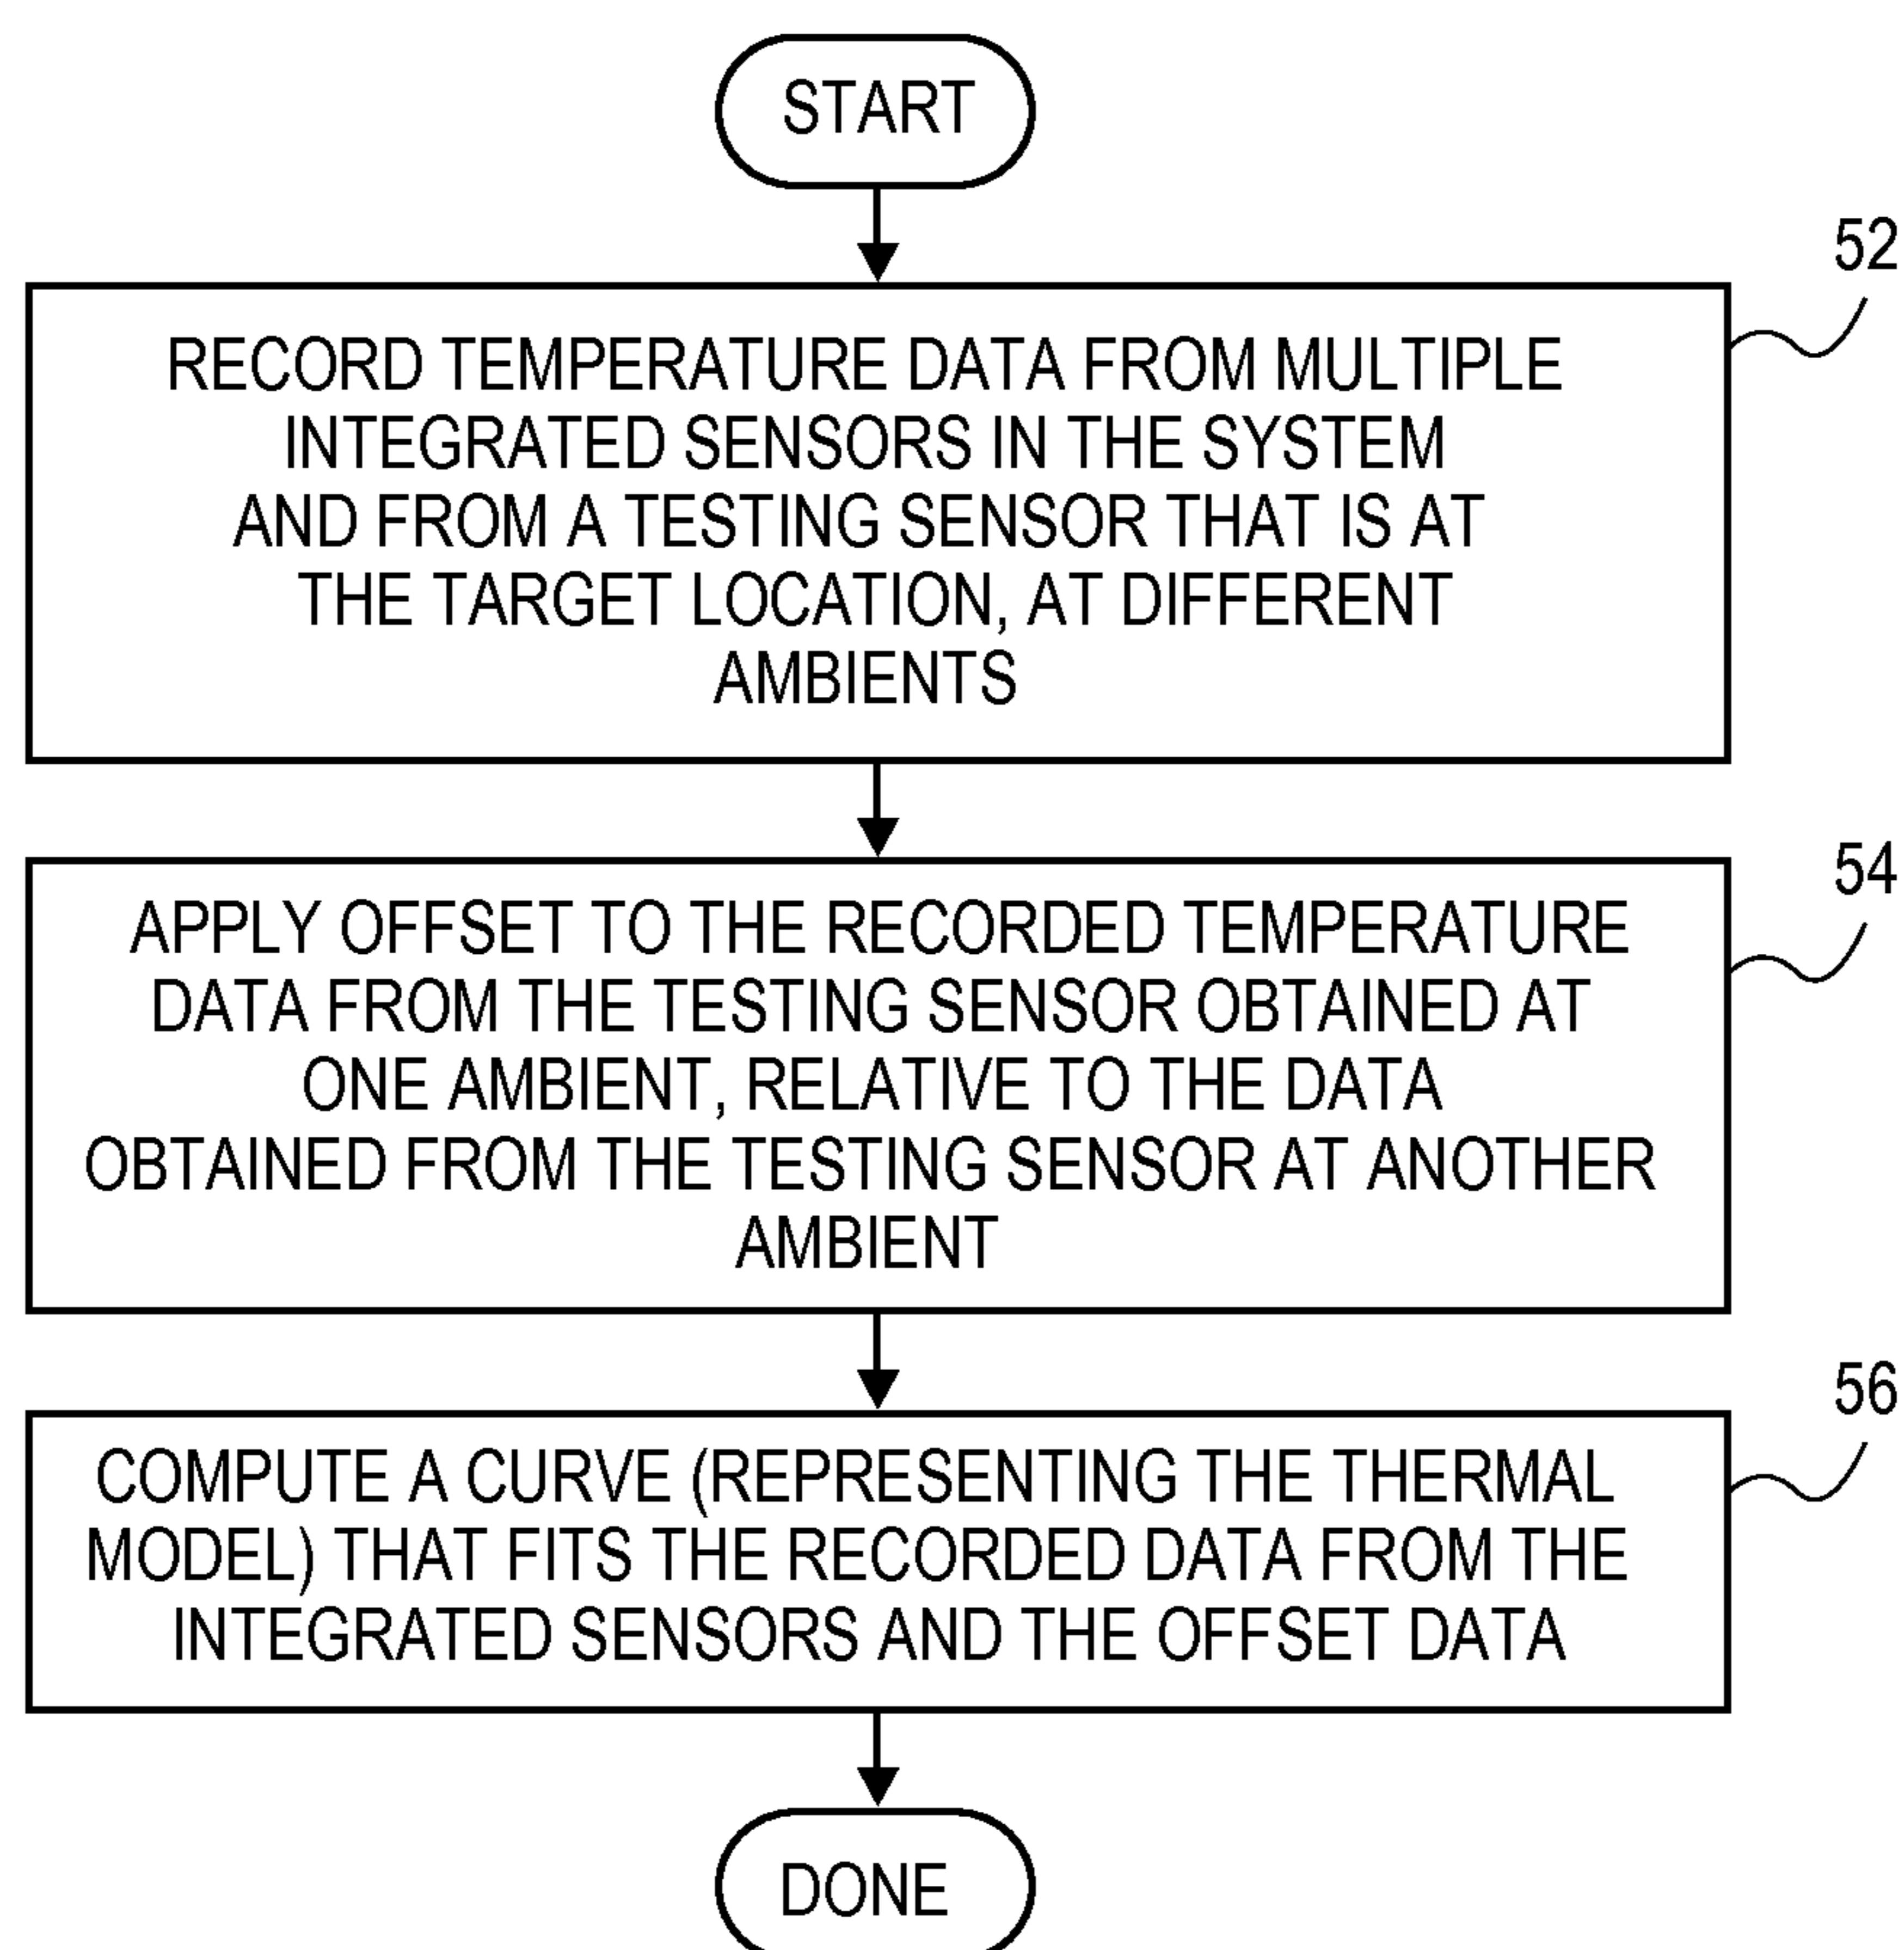 START
52
RECORD TEMPERATURE DATA FROM MULTIPLE
INTEGRATED SENSORS IN THE SYSTEM
AND FROM A TESTING SENSOR THAT IS AT
THE TARGET LOCATION, AT DIFFERENT
AMBIENTS
54
APPLY OFFSET TO THE RECORDED TEMPERATURE
DATA FROM THE TESTING SENSOR OBTAINED AT
ONE AMBIENT, RELATIVE TO THE DATA
OBTAINED FROM THE TESTING SENSOR AT ANOTHER
AMBIENT
56
COMPUTE A CURVE (REPRESENTING THE THERMAL
MODEL) THAT FITS THE RECORDED DATA FROM THE
INTEGRATED SENSORS AND THE OFFSET DATA
DONE